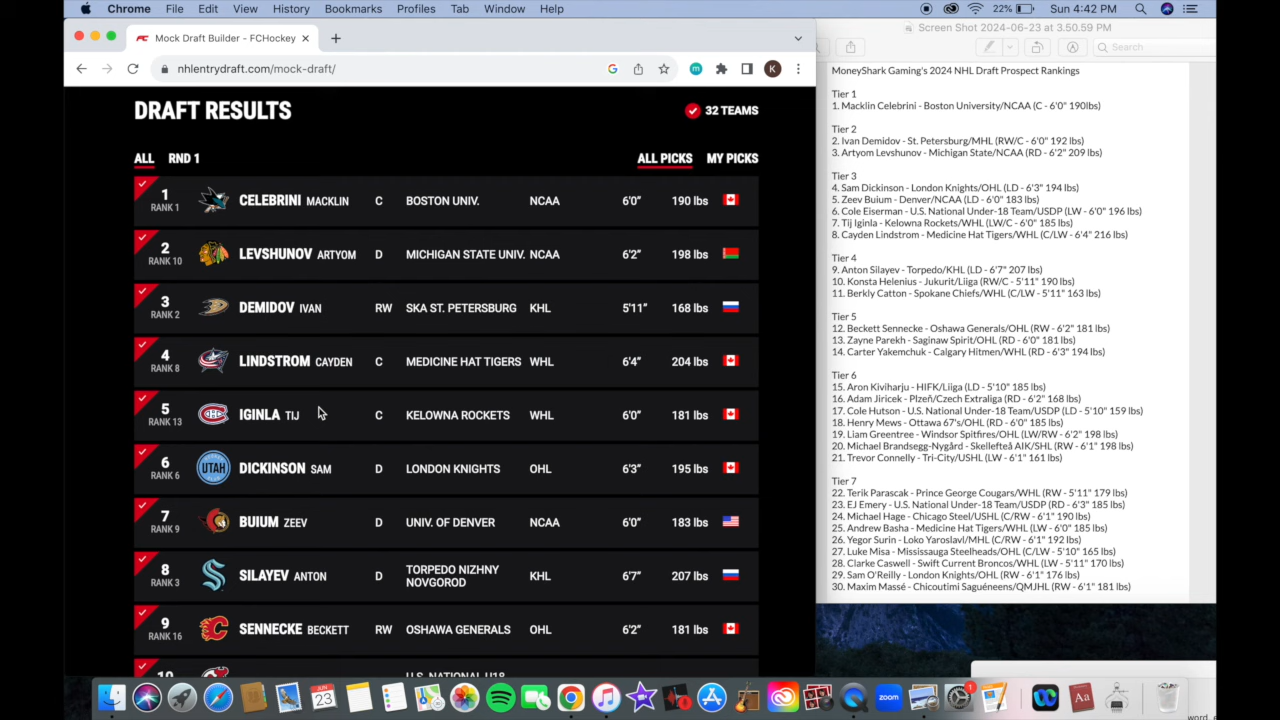 Chrome File Edit View History Bookmarks Profiles Tab Window Help 22% Sun 4:42 PM
Mock Draft Builder - FCHockey
nhlentrydraft.com/mock-draft/
K
DRAFT RESULTS
32 TEAMS
ALL RND 1
ALL PICKS MY PICKS
1 RANK 1 CELEBRINI MACKLIN C BOSTON UNIV. NCAA 6'0" 190 lbs
2 RANK 10 LEVSHUNOV ARTYOM D MICHIGAN STATE UNIV. NCAA 6'2" 198 lbs
3 RANK 2 DEMIDOV IVAN RW SKA ST. PETERSBURG KHL 5'11" 168 lbs
4 RANK 8 LINDSTROM CAYDEN C MEDICINE HAT TIGERS WHL 6'4" 204 lbs
5 RANK 13 IGINLA TIJ C KELOWNA ROCKETS WHL 6'0" 181 lbs
6 RANK 6 UTAH DICKINSON SAM D LONDON KNIGHTS OHL 6'3" 195 lbs
7 RANK 9 BUIUM ZEEV D UNIV. OF DENVER NCAA 6'0" 183 lbs
8 RANK 3 SILAYEV ANTON D TORPEDO NIZHNY NOVGOROD KHL 6'7" 207 lbs
9 RANK 16 SENNECKE BECKETT RW OSHAWA GENERALS OHL 6'2" 181 lbs
Screen Shot 2024-06-23 at 3.50.59 PM
Search
MoneyShark Gaming's 2024 NHL Draft Prospect Rankings
Tier 1
1. Macklin Celebrini - Boston University/NCAA (C - 6'0" 190lbs)
Tier 2
2. Ivan Demidov - St. Petersburg/MHL (RW/C - 6'0" 192 lbs)
3. Artyom Levshunov - Michigan State/NCAA (RD - 6'2" 209 lbs)
Tier 3
4. Sam Dickinson - London Knights/OHL (LD - 6'3" 194 lbs)
5. Zeev Buium - Denver/NCAA (LD - 6'0" 183 lbs)
6. Cole Eiserman - U.S. National Under-18 Team/USDP (LW - 6'0" 196 lbs)
7. Tij Iginla - Kelowna Rockets/WHL (LW/C - 6'0" 185 lbs)
8. Cayden Lindstrom - Medicine Hat Tigers/WHL (C/LW - 6'4" 216 lbs)
Tier 4
9. Anton Silayev - Torpedo/KHL (LD - 6'7" 207 lbs)
10. Konsta Helenius - Jukurit/Liiga (RW/C - 5'11" 190 lbs)
11. Berkly Catton - Spokane Chiefs/WHL (C/LW - 5'11" 163 lbs)
Tier 5
12. Beckett Sennecke - Oshawa Generals/OHL (RW - 6'2" 181 lbs)
13. Zayne Parekh - Saginaw Spirit/OHL (RD - 6'0" 181 lbs)
14. Carter Yakemchuk - Calgary Hitmen/WHL (RD - 6'3" 194 lbs)
Tier 6
15. Aron Kiviharju - HIFK/Liiga (LD - 5'10" 185 lbs)
16. Adam Jiricek - Plzeň/Czech Extraliga (RD - 6'2" 168 lbs)
17. Cole Hutson - U.S. National Under-18 Team/USDP (LD - 5'10" 159 lbs)
18. Henry Mews - Ottawa 67's/OHL (RD - 6'0" 185 lbs)
19. Liam Greentree - Windsor Spitfires/OHL (LW/RW - 6'2" 198 lbs)
20. Michael Brandsegg-Nygård - Skellefteå AIK/SHL (RW - 6'1" 198 lbs)
21. Trevor Connelly - Tri-City/USHL (LW - 6'1" 161 lbs)
Tier 7
22. Terik Parascak - Prince George Cougars/WHL (RW - 5'11" 179 lbs)
23. EJ Emery - U.S. National Under-18 Team/USDP (RD - 6'3" 185 lbs)
24. Michael Hage - Chicago Steel/USHL (C/RW - 6'1" 190 lbs)
25. Andrew Basha - Medicine Hat Tigers/WHL (LW - 6'0" 185 lbs)
26. Yegor Surin - Loko Yaroslavl/MHL (C/RW - 6'1" 192 lbs)
27. Luke Misa - Mississauga Steelheads/OHL (C/LW - 5'10" 165 lbs)
28. Clarke Caswell - Swift Current Broncos/WHL (LW - 5'11" 170 lbs)
29. Sam O'Reilly - London Knights/OHL (RW - 6'1" 176 lbs)
30. Maxim Massé - Chicoutimi Saguénéens/QMJHL (RW - 6'1" 181 lbs)
JUN 23 zoom 1 Aa